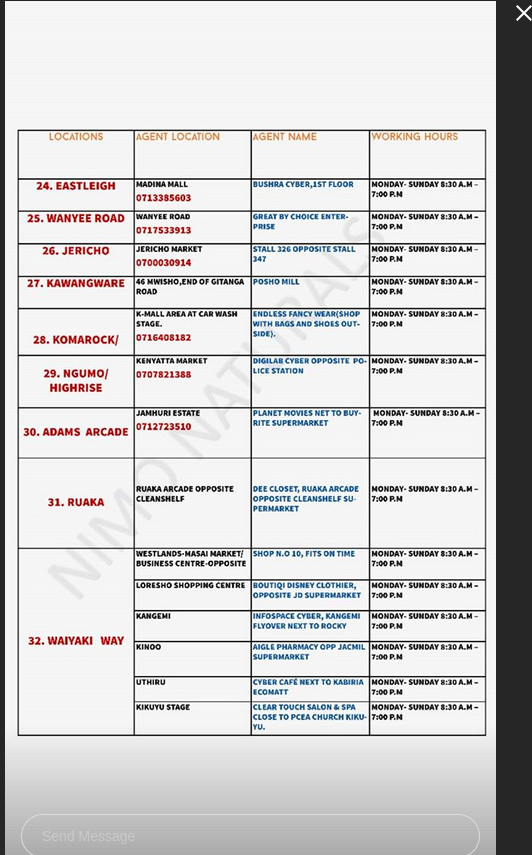 LOCATIONS AGENT LOCATION AGENT NAME WORKING HOURS
24. EASTLEIGH
MADINA MALL
0713385603
BUSHRA CYBER,1ST FLOOR
MONDAY- SUNDAY 8:30 A.M –
7:00 P.M
25. WANYEE ROAD
WANYEE ROAD
0717533913
GREAT BY CHOICE ENTER-
PRISE
MONDAY- SUNDAY 8:30 A.M –
7:00 P.M
26. JERICHO
JERICHO MARKET
0700030914
STALL 326 OPPOSITE STALL
347
MONDAY- SUNDAY 8:30 A.M –
7:00 P.M
27. KAWANGWARE
46 MWISHO,END OF GITANGA
ROAD
POSHO MILL
MONDAY- SUNDAY 8:30 A.M –
7:00 P.M
28. KOMAROCK/
K-MALL AREA AT CAR WASH
STAGE.
0716408182
ENDLESS FANCY WEAR(SHOP
WITH BAGS AND SHOES OUT-
SIDE).
MONDAY- SUNDAY 8:30 A.M –
7:00 P.M
29. NGUMO/
HIGHRISE
KENYATTA MARKET
0707821388
DIGILAB CYBER OPPOSITE PO-
LICE STATION
MONDAY- SUNDAY 8:30 A.M –
7:00 P.M
30. ADAMS ARCADE
JAMHURI ESTATE
0712723510
PLANET MOVIES NET TO BUY-
RITE SUPERMARKET
MONDAY- SUNDAY 8:30 A.M –
7:00 P.M
31. RUAKA
RUAKA ARCADE OPPOSITE
CLEANSHELF
DEE CLOSET, RUAKA ARCADE
OPPOSITE CLEANSHELF SU-
PERMARKET
MONDAY- SUNDAY 8:30 A.M –
7:00 P.M
32. WAIYAKI WAY
WESTLANDS-MASAI MARKET/
BUSINESS CENTRE-OPPOSITE
SHOP N.O 10, FITS ON TIME
MONDAY- SUNDAY 8:30 A.M –
7:00 P.M
LORESHO SHOPPING CENTRE
BOUTIQI DISNEY CLOTHIER,
OPPOSITE JD SUPERMARKET
MONDAY- SUNDAY 8:30 A.M –
7:00 P.M
KANGEMI
INFOSPACE CYBER, KANGEMI
FLYOVER NEXT TO ROCKY
MONDAY- SUNDAY 8:30 A.M –
7:00 P.M
KINOO
AIGLE PHARMACY OPP JACMIL
SUPERMARKET
MONDAY- SUNDAY 8:30 A.M –
7:00 P.M
UTHIRU
CYBER CAFÉ NEXT TO KABIRIA
ECOMATT
MONDAY- SUNDAY 8:30 A.M –
7:00 P.M
KIKUYU STAGE
CLEAR TOUCH SALON & SPA
CLOSE TO PCEA CHURCH KIKU-
YU.
MONDAY- SUNDAY 8:30 A.M –
7:00 P.M
NIMO NATURALS
Send Message